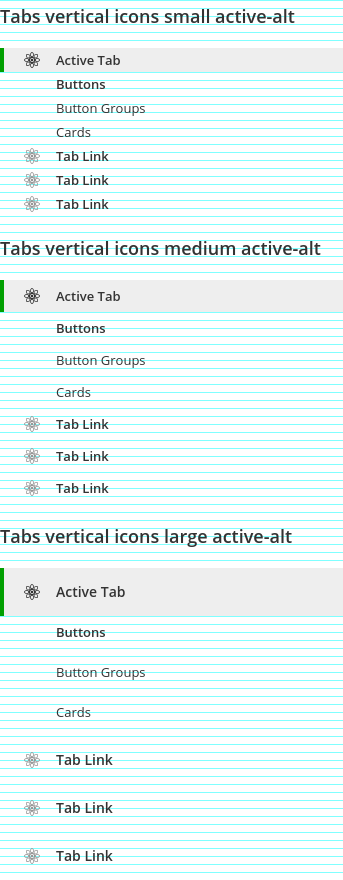 Tabs vertical icons small active-alt
Active Tab
Buttons
Button Groups
Cards
Tab Link
Tab Link
Tab Link
Tabs vertical icons medium active-alt
Active Tab
Buttons
Button Groups
Cards
Tab Link
Tab Link
Tab Link
Tabs vertical icons large active-alt
Active Tab
Buttons
Button Groups
Cards
Tab Link
Tab Link
Tab Link